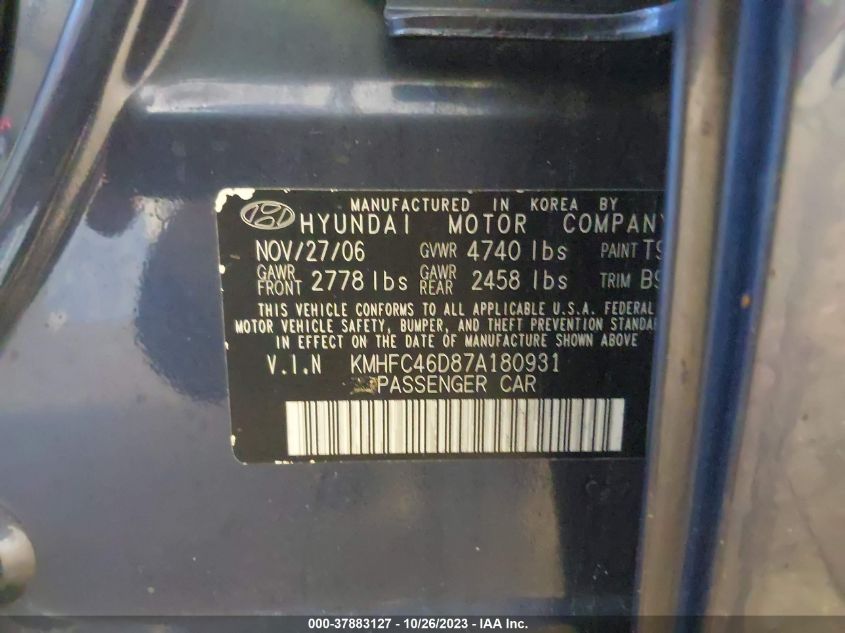 MANUFACTURED IN KOREA BY
HYUNDAI MOTOR COMPANY
NOV/27/06 GVWR 4740 lbs PAINT
GAWR FRONT 2778 lbs GAWR REAR 2458 lbs TRIM
THIS VEHICLE CONFORMS TO ALL APPLICABLE U.S.A. FEDERAL
MOTOR VEHICLE SAFETY, BUMPER, AND THEFT PREVENTION STANDA
IN EFFECT ON THE DATE OF MANUFACTURE SHOWN ABOVE
V.I.N KMHFC46D87A180931
PASSENGER CAR
000-37883127 - 10/26/2023 - IAA Inc.